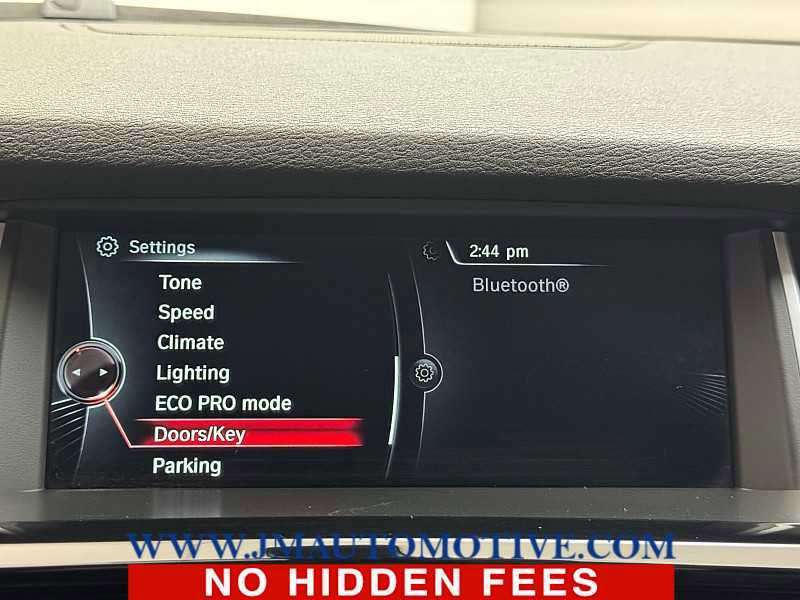 Settings
Tone
Speed
Climate
Lighting
ECO PRO mode
Doors/Key
Parking
2:44 pm
Bluetooth®
WWW.JMAUTOMOTIVE.COM
NO HIDDEN FEES